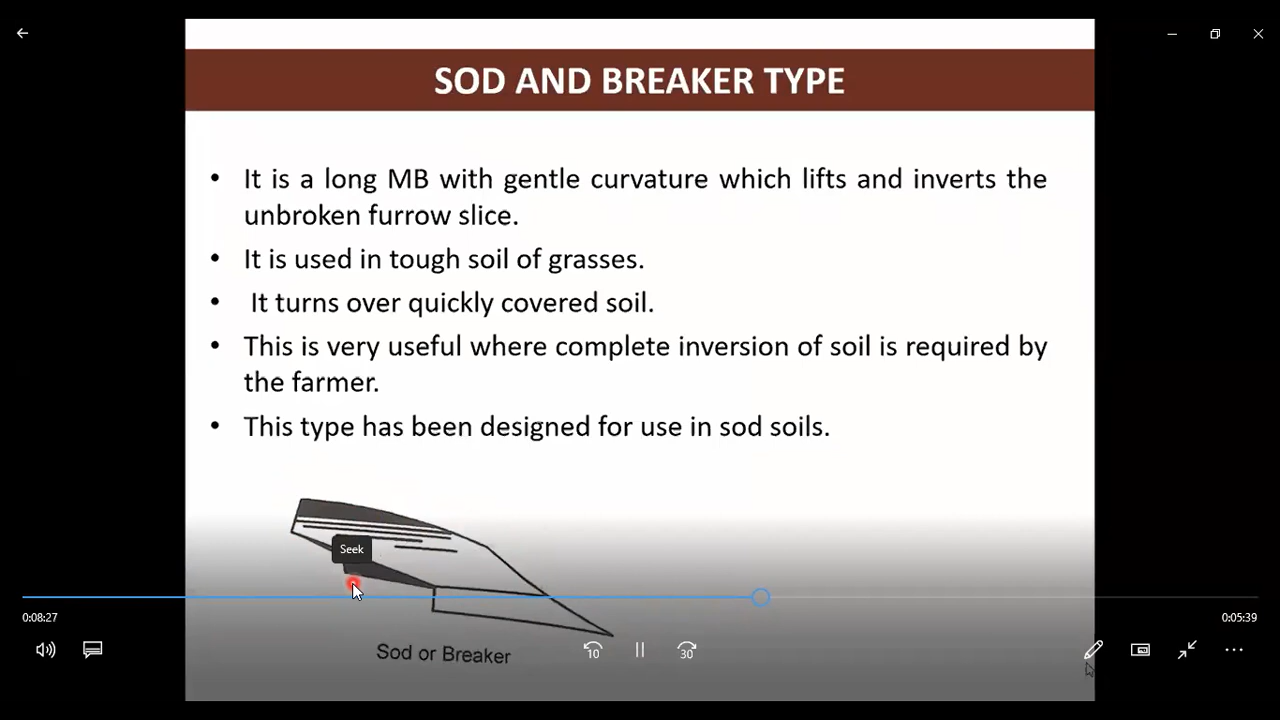 SOD AND BREAKER TYPE
• It is a long MB with gentle curvature which lifts and inverts the
unbroken furrow slice.
• It is used in tough soil of grasses.
• It turns over quickly covered soil.
• This is very useful where complete inversion of soil is required by
the farmer.
• This type has been designed for use in sod soils.
Seek
0:08:27
0:05:39
10
30
Sod or Breaker